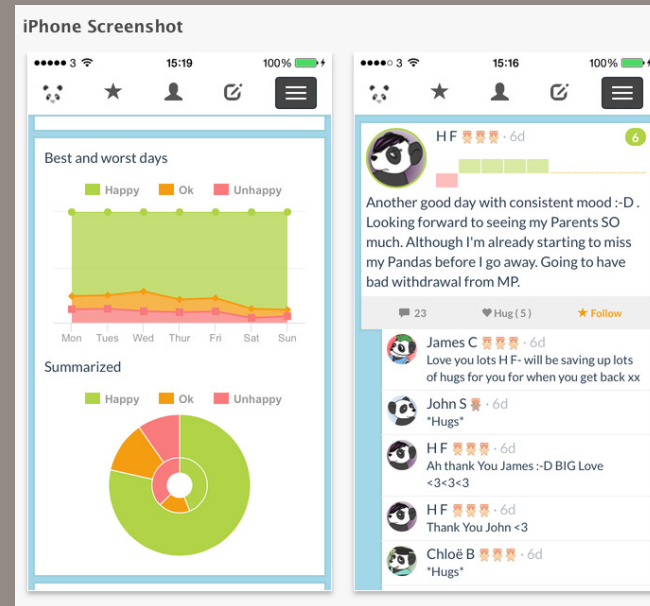 iPhone Screenshot
3 15:19 100%
Best and worst days
Happy Ok Unhappy
Mon Tues Wed Thur Fri Sat Sun
Summarized
Happy Ok Unhappy
3 15:16 100%
H F · 6d 6
Another good day with consistent mood :-D .
Looking forward to seeing my Parents SO
much. Although I'm already starting to miss
my Pandas before I go away. Going to have
bad withdrawal from MP.
23 Hug ( 5 ) Follow
James C · 6d
Love you lots H F- will be saving up lots
of hugs for you for when you get back xx
John S · 6d
*Hugs*
H F · 6d
Ah thank You James :-D BIG Love
<3<3<3
H F · 6d
Thank You John <3
Chloë B · 6d
*Hugs*